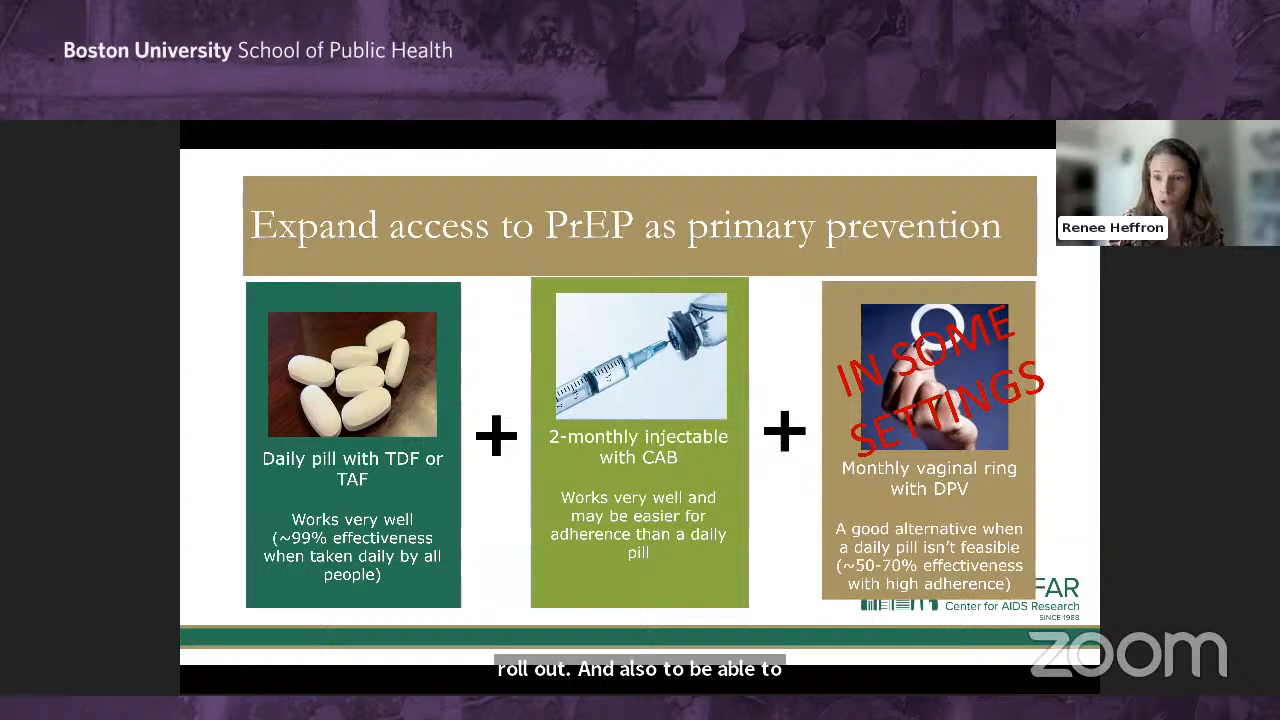 Boston University School of Public Health
Renee Heffron
Expand access to PrEP as primary prevention
Daily pill with TDF or
TAF
Works very well
(~99% effectiveness
when taken daily by all
people)
+
2-monthly injectable
with CAB
Works very well and
may be easier for
adherence than a daily
pill
+
IN SOME
SETTINGS
Monthly vaginal ring
with DPV
A good alternative when
a daily pill isn't feasible
(~50-70% effectiveness
with high adherence)
FAR
Center for AIDS Research
SINCE 1988
zoom
roll out. And also to be able to